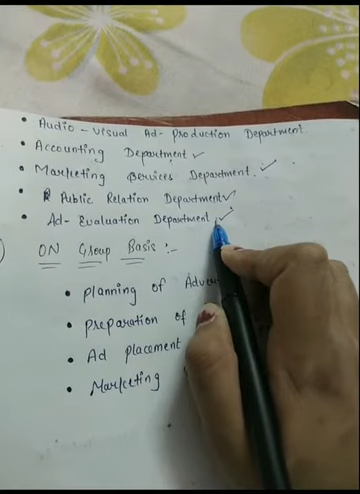 • Audio - Visual Ad- Production Department.
• Accounting Department ✓
• Marketing Services Department. ✓
• Public Relation Department ✓
• Ad- Evaluation Department ✓
) ON Group Basis :-
• planning of Adver
• preparation of
• Ad placement
• Marketing